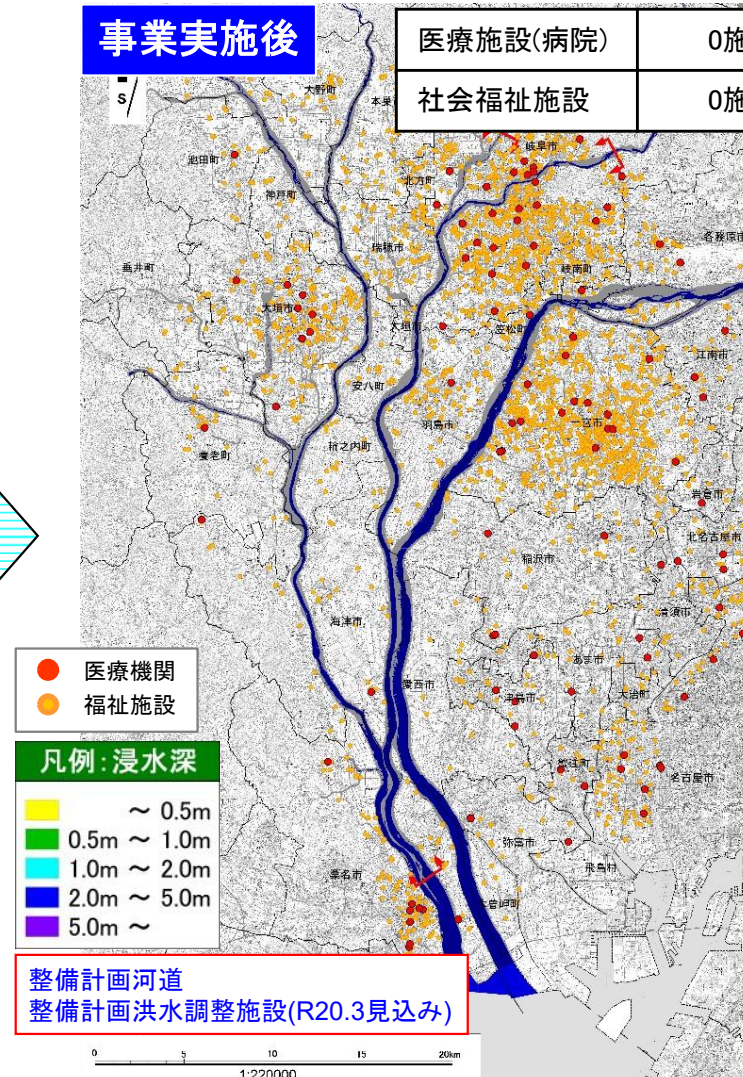 事業実施後
医療施設(病院) 0施
社会福祉施設 0施
S
大野町
本巣
岐阜市
池田町
北方町
神戸町
各務原市
瑞穂市
垂井町
岐南町
大垣市
大垣
笠松町
江南市
安八町
羽島市
一宮市
輪之内町
養老町
岩倉市
北名古屋市
稲沢市
清須市
海津市
あま市
愛西市
大治町
津島市
蟹江町
名古屋市
弥富市
飛島村
桑名市
木曽岬町
医療機関
福祉施設
凡例:浸水深
～ 0.5m
0.5m ～ 1.0m
1.0m ～ 2.0m
2.0m ～ 5.0m
5.0m ～
整備計画河道
整備計画洪水調整施設(R20.3見込み)
0 5 10 15 20km
1:220000